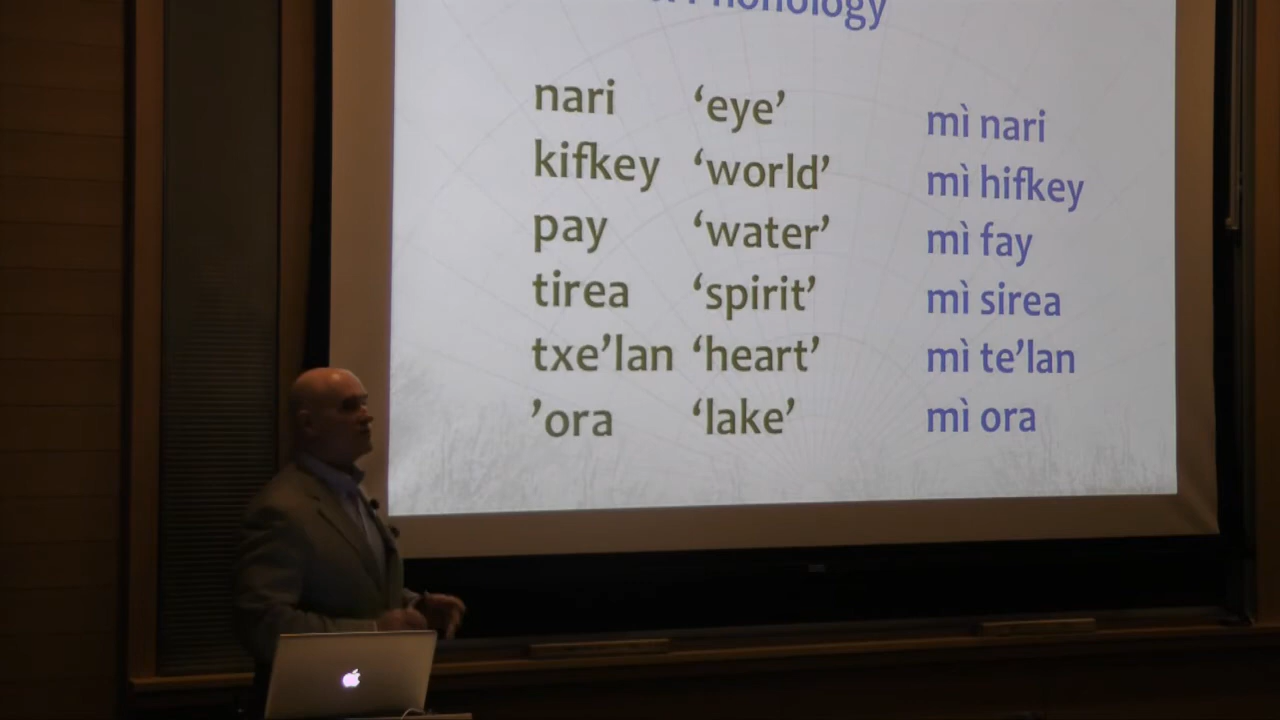 Phonology
nari ‘eye’ mì nari
kifkey ‘world’ mì hifkey
pay ‘water’ mì fay
tirea ‘spirit’ mì sirea
txe’lan ‘heart’ mì te’lan
’ora ‘lake’ mì ora